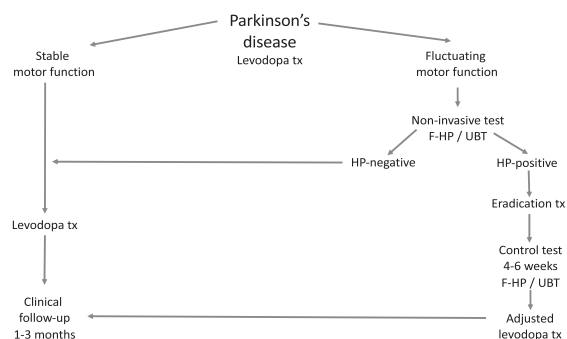 Parkinson's
disease
Levodopa tx
Stable
motor function
Fluctuating
motor function
Non-invasive test
F-HP / UBT
HP-negative
HP-positive
Eradication tx
Levodopa tx
Control test
4-6 weeks
F-HP / UBT
Clinical
follow-up
1-3 months
Adjusted
levodopa tx